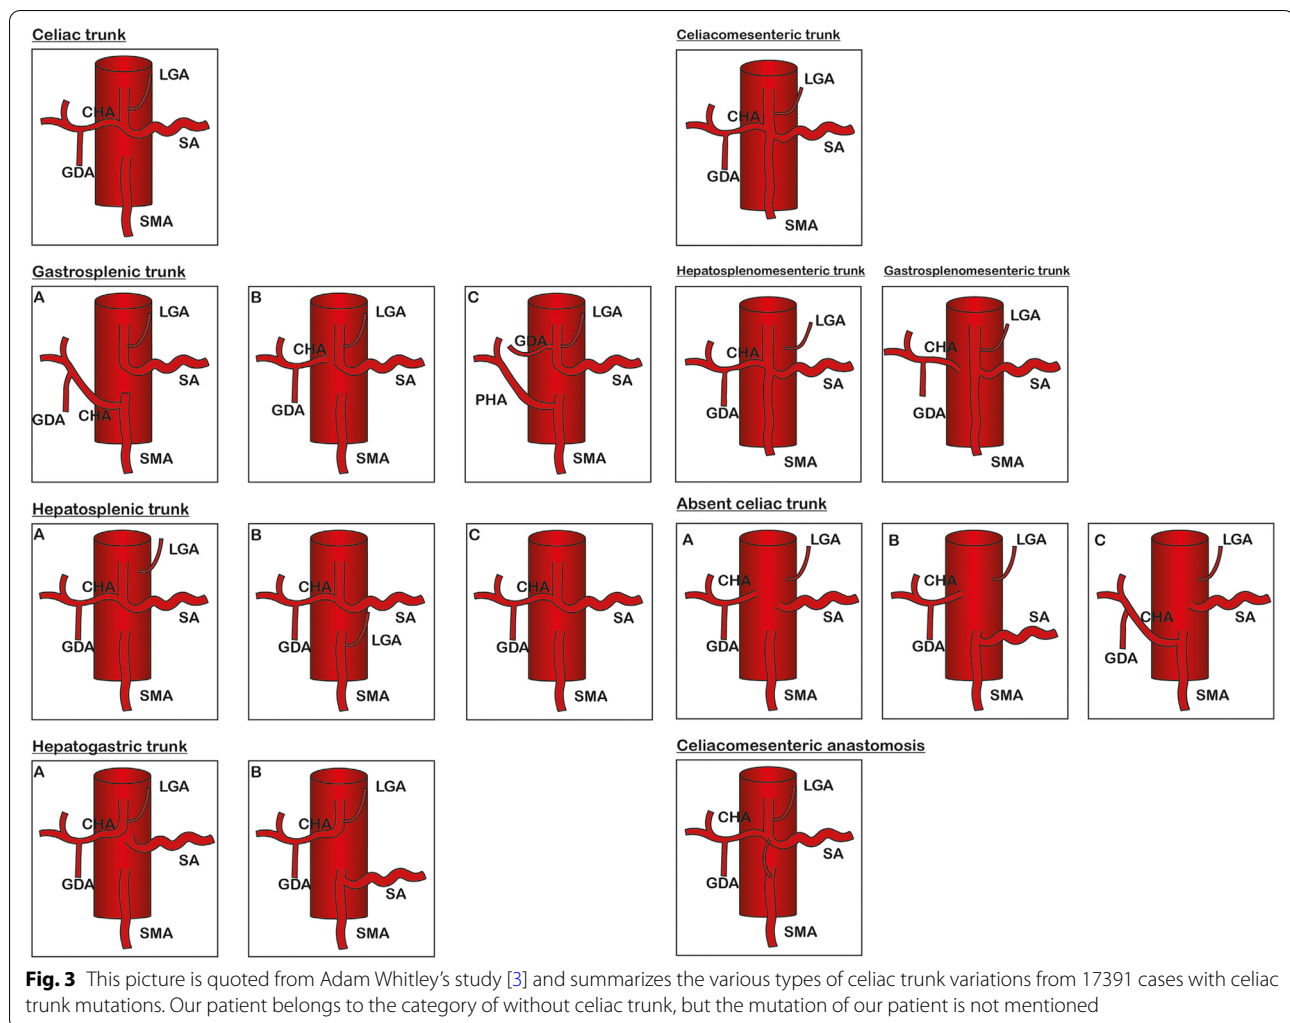 Celiac trunk
LGA
CHA
SA
GDA
SMA
Celiacomesenteric trunk
LGA
CHA
SA
GDA
SMA
Gastrosplenic trunk
A
LGA
SA
GDA
CHA
SMA
B
LGA
CHA
SA
GDA
SMA
C
LGA
GDA
SA
PHA
SMA
Hepatosplenomesenteric trunk
LGA
CHA
SA
GDA
SMA
Gastrosplenomesenteric trunk
LGA
CHA
SA
GDA
SMA
Hepatosplenic trunk
A
LGA
CHA
SA
GDA
SMA
B
CHA
SA
LGA
GDA
SMA
C
CHA
SA
GDA
SMA
Absent celiac trunk
A
LGA
CHA
SA
GDA
SMA
B
LGA
CHA
SA
GDA
SMA
C
LGA
CHA
SA
GDA
SMA
Hepatogastric trunk
A
LGA
CHA
SA
GDA
SMA
B
LGA
CHA
GDA
SA
SMA
Celiacomesenteric anastomosis
LGA
CHA
SA
GDA
SMA
Fig. 3 This picture is quoted from Adam Whitley's study [3] and summarizes the various types of celiac trunk variations from 17391 cases with celiac
trunk mutations. Our patient belongs to the category of without celiac trunk, but the mutation of our patient is not mentioned